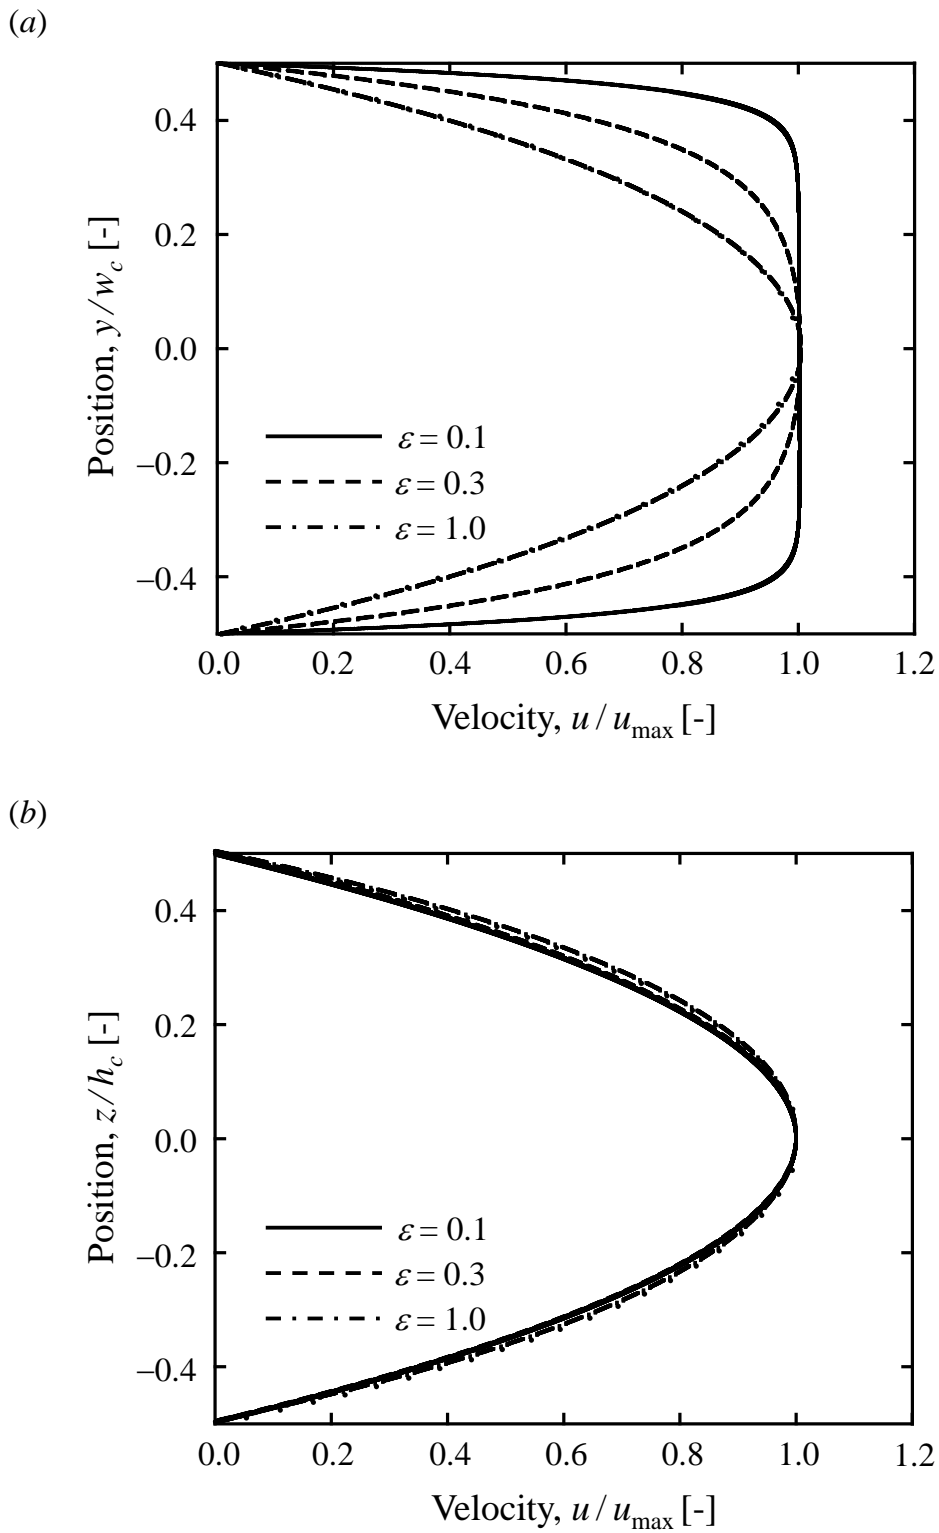 (a)
0.4
0.2
0.0
–0.2
–0.4
Position, y / w_c [-]
ε = 0.1
ε = 0.3
ε = 1.0
0.0 0.2 0.4 0.6 0.8 1.0 1.2
Velocity, u / u_max [-]
(b)
0.4
0.2
0.0
–0.2
–0.4
Position, z / h_c [-]
ε = 0.1
ε = 0.3
ε = 1.0
0.0 0.2 0.4 0.6 0.8 1.0 1.2
Velocity, u / u_max [-]